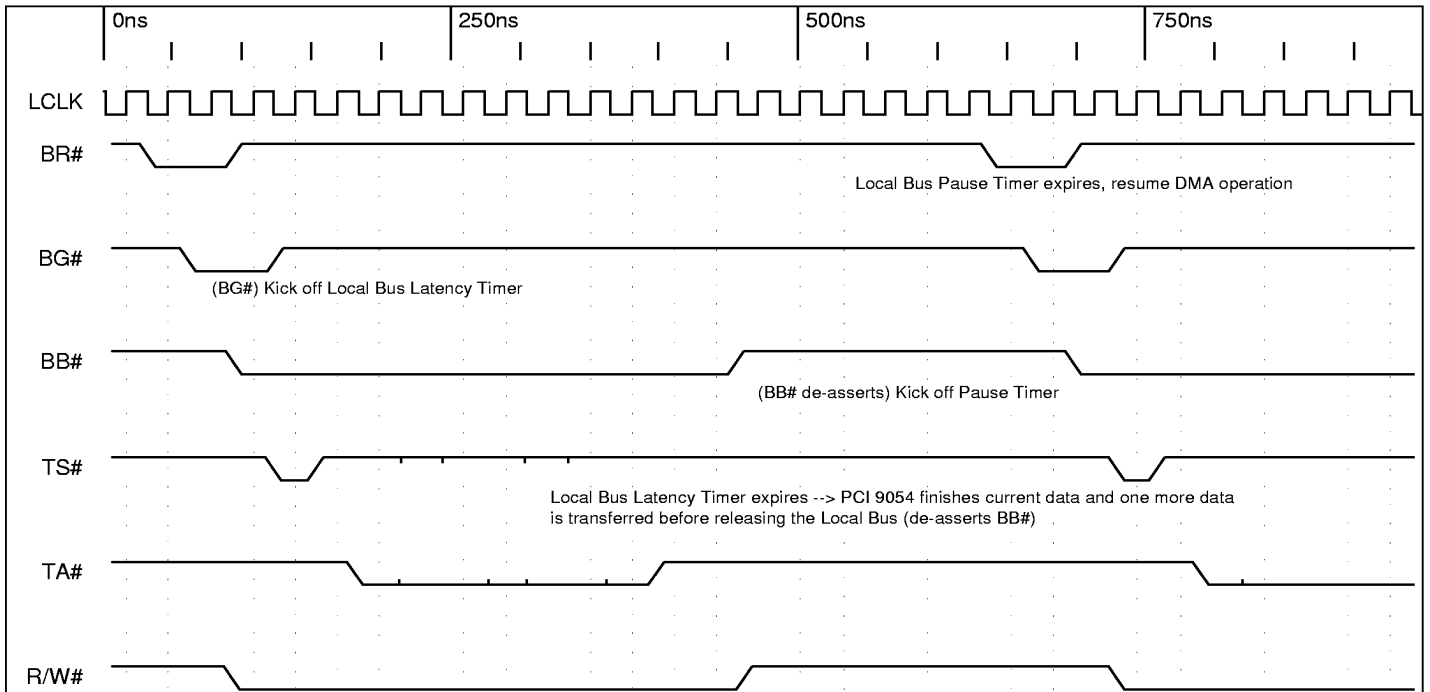 0ns
250ns
500ns
750ns
LCLK
BR#
Local Bus Pause Timer expires, resume DMA operation
BG#
(BG#) Kick off Local Bus Latency Timer
BB#
(BB# de-asserts) Kick off Pause Timer
TS#
Local Bus Latency Timer expires --> PCI 9054 finishes current data and one more data
is transferred before releasing the Local Bus (de-asserts BB#)
TA#
R/W#